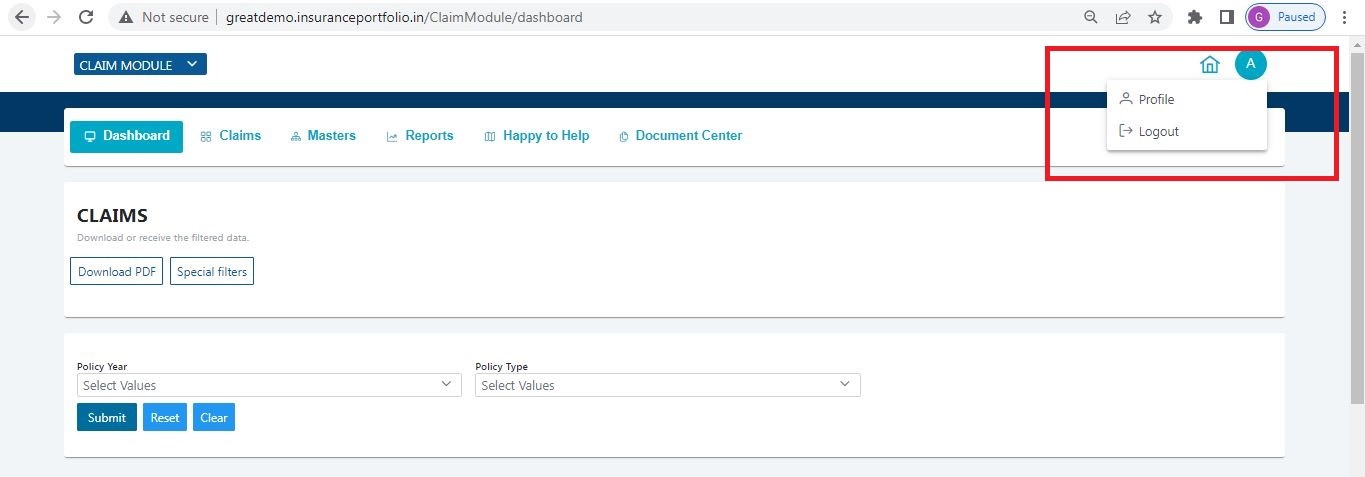 Not secure greatdemo.insuranceportfolio.in/ClaimModule/dashboard G Paused
CLAIM MODULE A
Profile
Logout
Dashboard Claims Masters Reports Happy to Help Document Center
CLAIMS
Download or receive the filtered data.
Download PDF Special filters
Policy Year Policy Type
Select Values Select Values
Submit Reset Clear